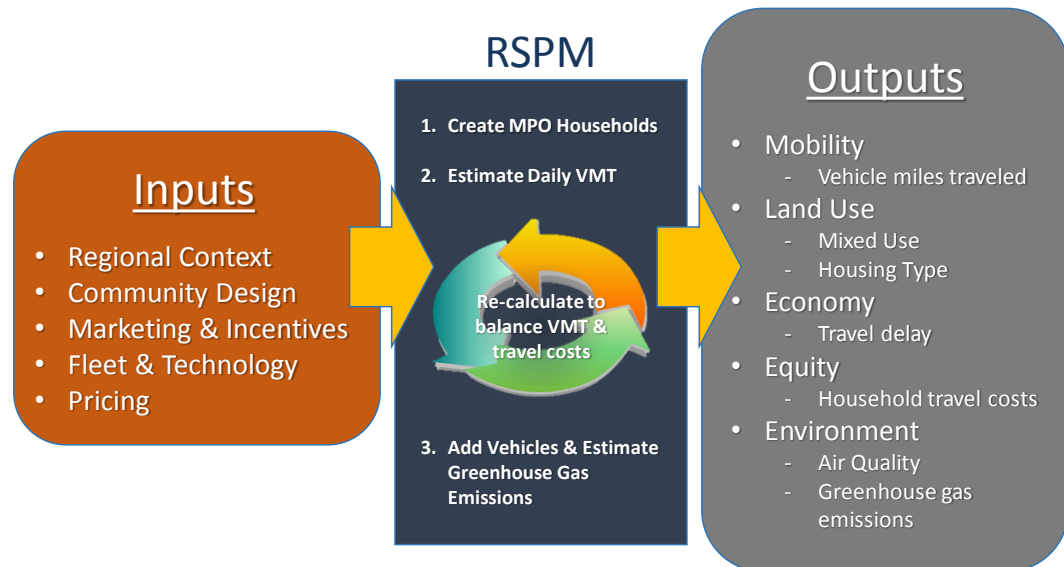 Inputs
• Regional Context
• Community Design
• Marketing & Incentives
• Fleet & Technology
• Pricing
RSPM
1. Create MPO Households
2. Estimate Daily VMT
Re-calculate to
balance VMT &
travel costs
3. Add Vehicles & Estimate
Greenhouse Gas
Emissions
Outputs
• Mobility
- Vehicle miles traveled
• Land Use
- Mixed Use
- Housing Type
• Economy
- Travel delay
• Equity
- Household travel costs
• Environment
- Air Quality
- Greenhouse gas
emissions